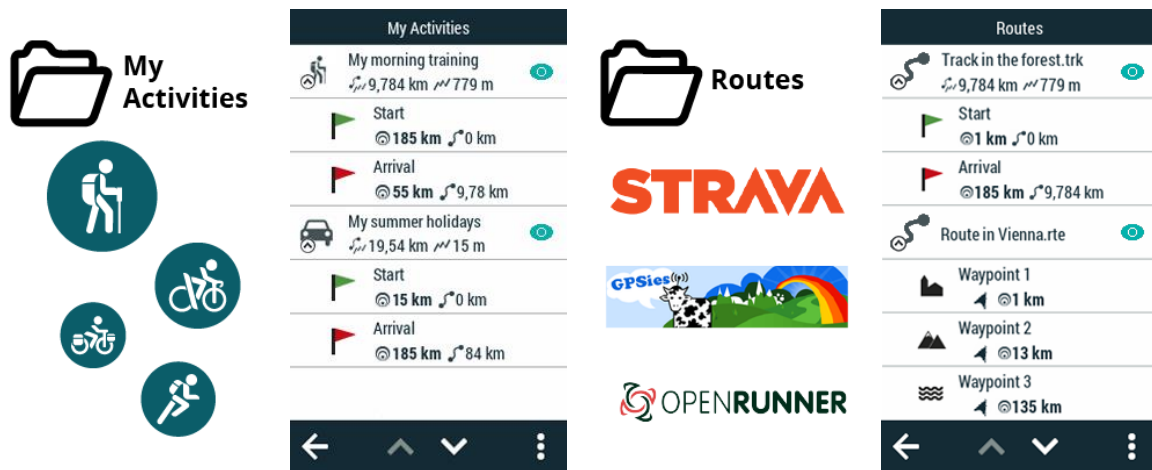 My
Activities
My Activities
My morning training
9,784 km 779 m
Start
185 km 0 km
Arrival
55 km 9,78 km
My summer holidays
19,54 km 15 m
Start
15 km 0 km
Arrival
185 km 84 km
Routes
STRAVA
GPSies
OPENRUNNER
Routes
Track in the forest.trk
9,784 km 779 m
Start
1 km 0 km
Arrival
185 km 9,784 km
Route in Vienna.rte
Waypoint 1
1 km
Waypoint 2
13 km
Waypoint 3
135 km